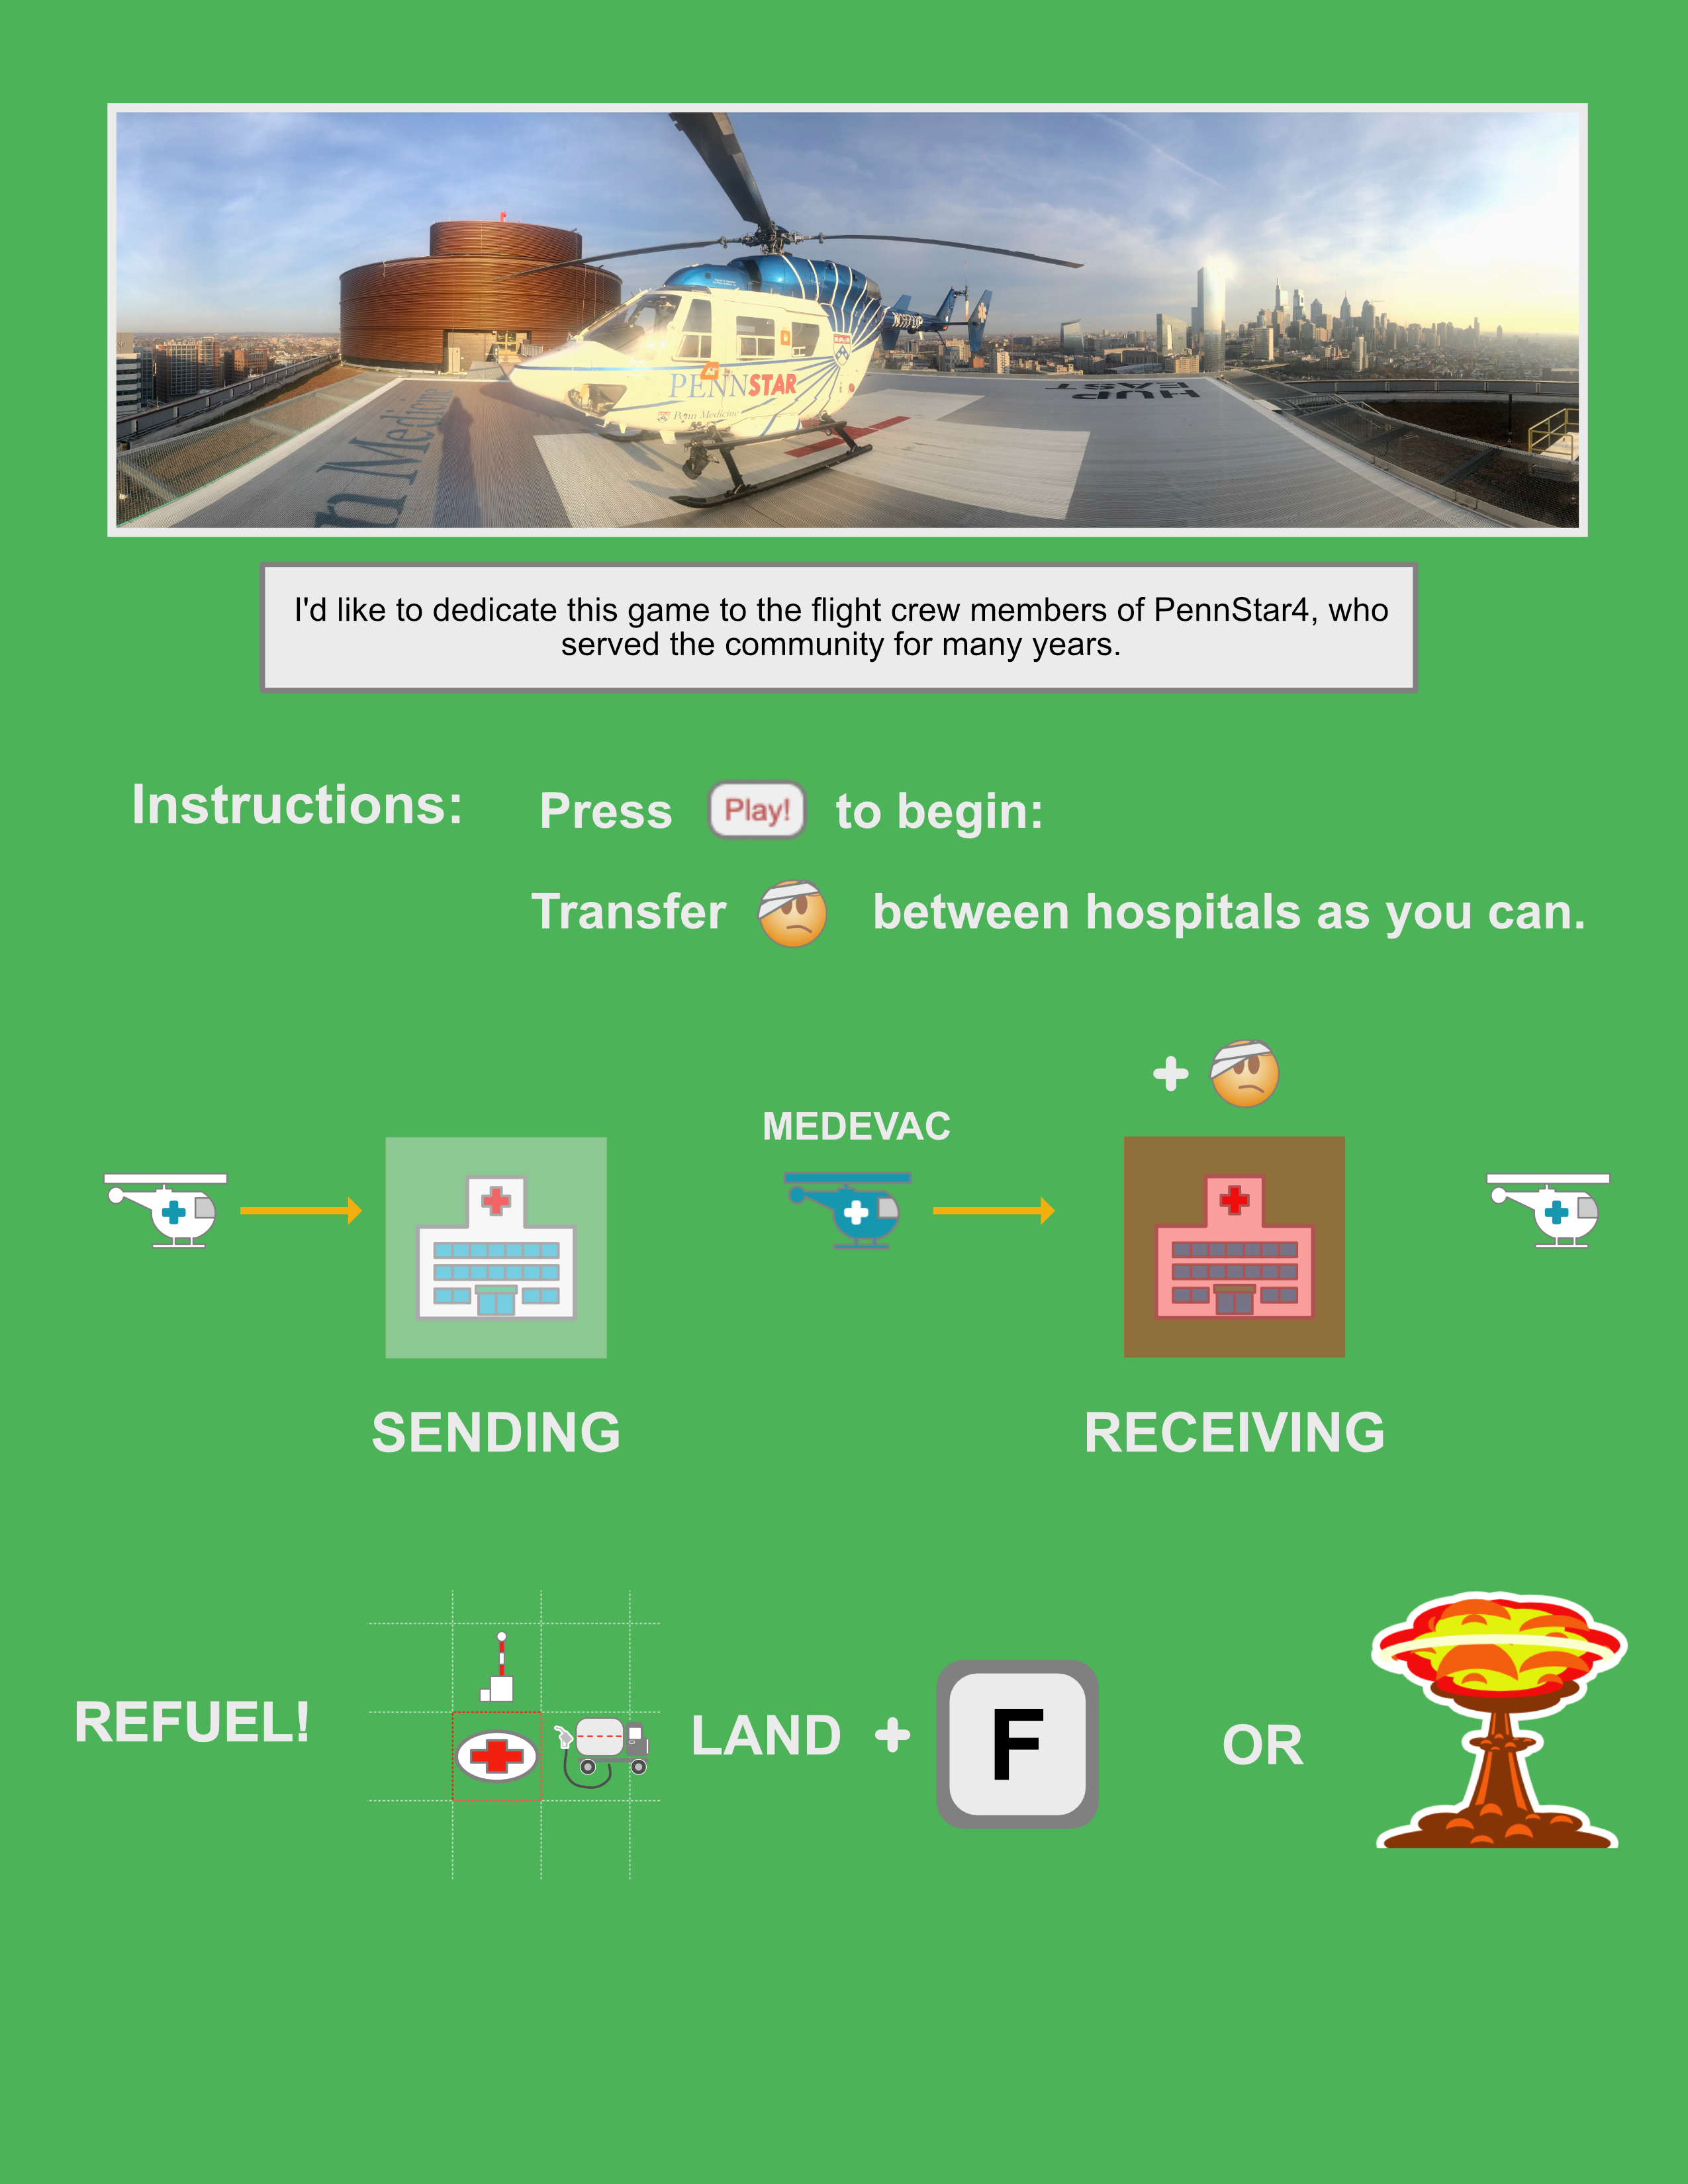 PENNSTAR
Penn Medicine
n Medicine
HUP
EAST
I'd like to dedicate this game to the flight crew members of PennStar4, who
served the community for many years.
Instructions: Press Play! to begin:
Transfer between hospitals as you can.
+
MEDEVAC
SENDING
RECEIVING
REFUEL!
LAND + F OR